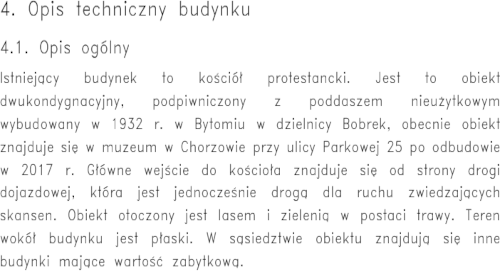 4. Opis techniczny budynku
4.1. Opis ogólny
Istniejący budynek to kościół protestancki. Jest to obiekt
dwukondygnacyjny, podpiwniczony z poddaszem nieużytkowym
wybudowany w 1932 r. w Bytomiu w dzielnicy Bobrek, obecnie obiekt
znajduje się w muzeum w Chorzowie przy ulicy Parkowej 25 po odbudowie
w 2017 r. Główne wejście do kościoła znajduje się od strony drogi
dojazdowej, która jest jednocześnie drogą dla ruchu zwiedzających
skansen. Obiekt otoczony jest lasem i zielenią w postaci trawy. Teren
wokół budynku jest płaski. W sąsiedztwie obiektu znajdują się inne
budynki mające wartość zabytkową.